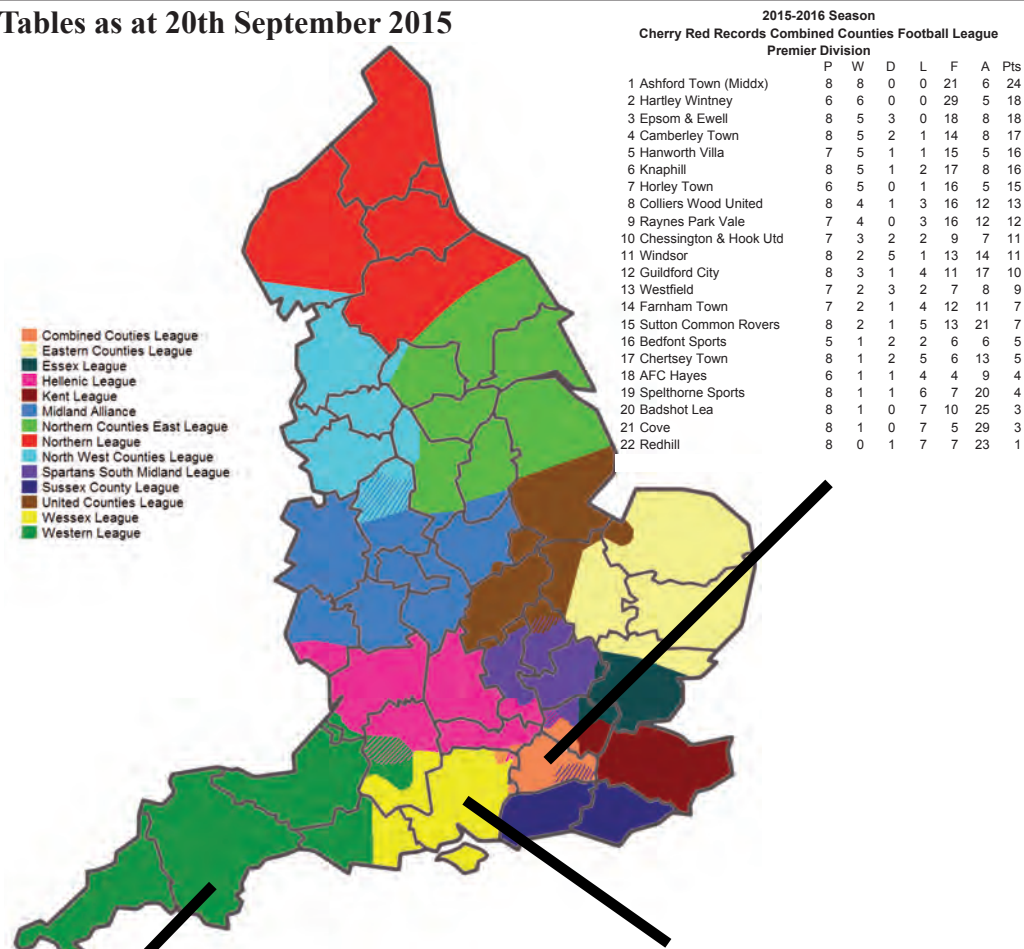 Tables as at 20th September 2015
2015-2016 Season
Cherry Red Records Combined Counties Football League
Premier Division
P W D L F A Pts
1 Ashford Town (Middx) 8 8 0 0 21 6 24
2 Hartley Wintney 6 6 0 0 29 5 18
3 Epsom & Ewell 8 5 3 0 18 8 18
4 Camberley Town 8 5 2 1 14 8 17
5 Hanworth Villa 7 5 1 1 15 5 16
6 Knaphill 8 5 1 2 17 8 16
7 Horley Town 6 5 0 1 16 5 15
8 Colliers Wood United 8 4 1 3 16 12 13
9 Raynes Park Vale 7 4 0 3 16 12 12
10 Chessington & Hook Utd 7 3 2 2 9 7 11
11 Windsor 8 2 5 1 13 14 11
12 Guildford City 8 3 1 4 11 17 10
13 Westfield 7 2 3 2 7 8 9
14 Farnham Town 7 2 1 4 12 11 7
15 Sutton Common Rovers 8 2 1 5 13 21 7
16 Bedfont Sports 5 1 2 2 6 6 5
17 Chertsey Town 8 1 2 5 6 13 5
18 AFC Hayes 6 1 1 4 4 9 4
19 Spelthorne Sports 8 1 1 6 7 20 4
20 Badshot Lea 8 1 0 7 10 25 3
21 Cove 8 1 0 7 5 29 3
22 Redhill 8 0 1 7 7 23 1
Combined Couties League
Eastern Counties League
Essex League
Hellenic League
Kent League
Midland Alliance
Northern Counties East League
Northern League
North West Counties League
Spartans South Midland League
Sussex County League
United Counties League
Wessex League
Western League